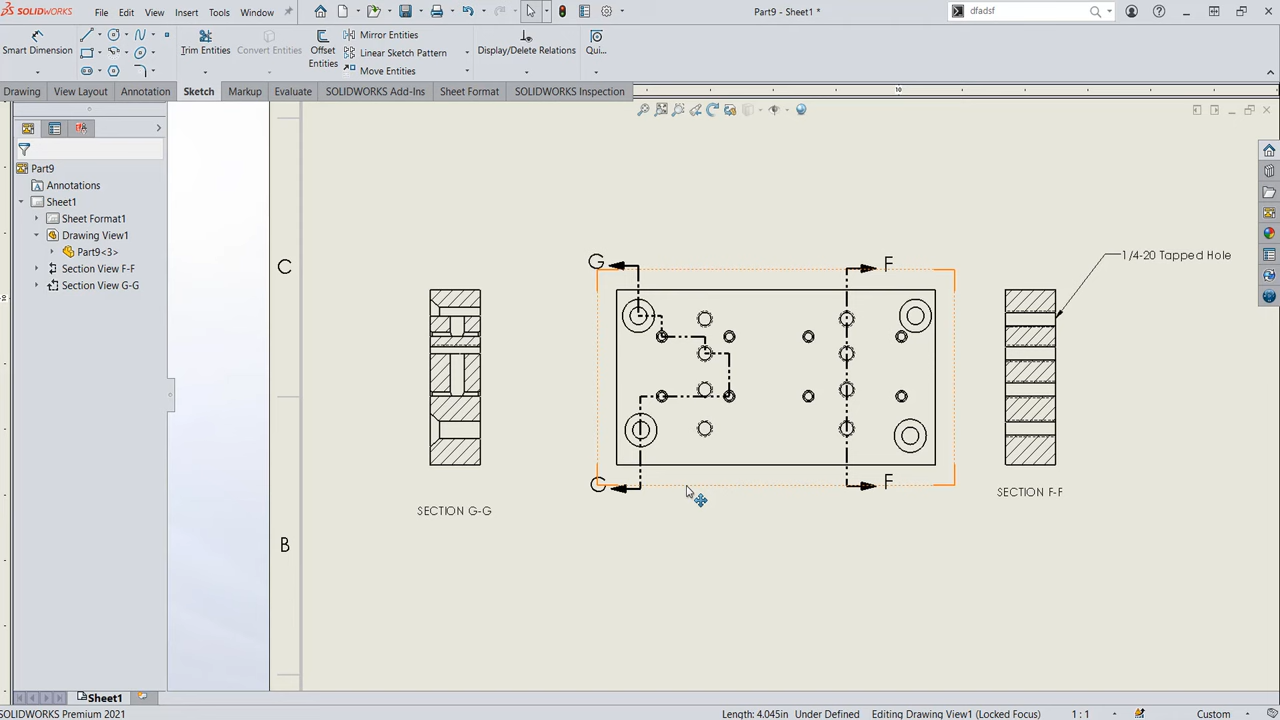 SOLIDWORKS File Edit View Insert Tools Window Part9 - Sheet1 * dfadsf
Smart Dimension
Trim Entities
Convert Entities
Offset Entities
Mirror Entities
Linear Sketch Pattern
Move Entities
Display/Delete Relations
Qui...
Drawing View Layout Annotation Sketch Markup Evaluate SOLIDWORKS Add-Ins Sheet Format SOLIDWORKS Inspection
10
Part9
Annotations
Sheet1
Sheet Format1
Drawing View1
Part9<3>
Section View F-F
Section View G-G
C
B
G
F
1/4-20 Tapped Hole
G
F
SECTION G-G
SECTION F-F
Sheet1
SOLIDWORKS Premium 2021 Length: 4.045in Under Defined Editing Drawing View1 (Locked Focus) 1 : 1 Custom